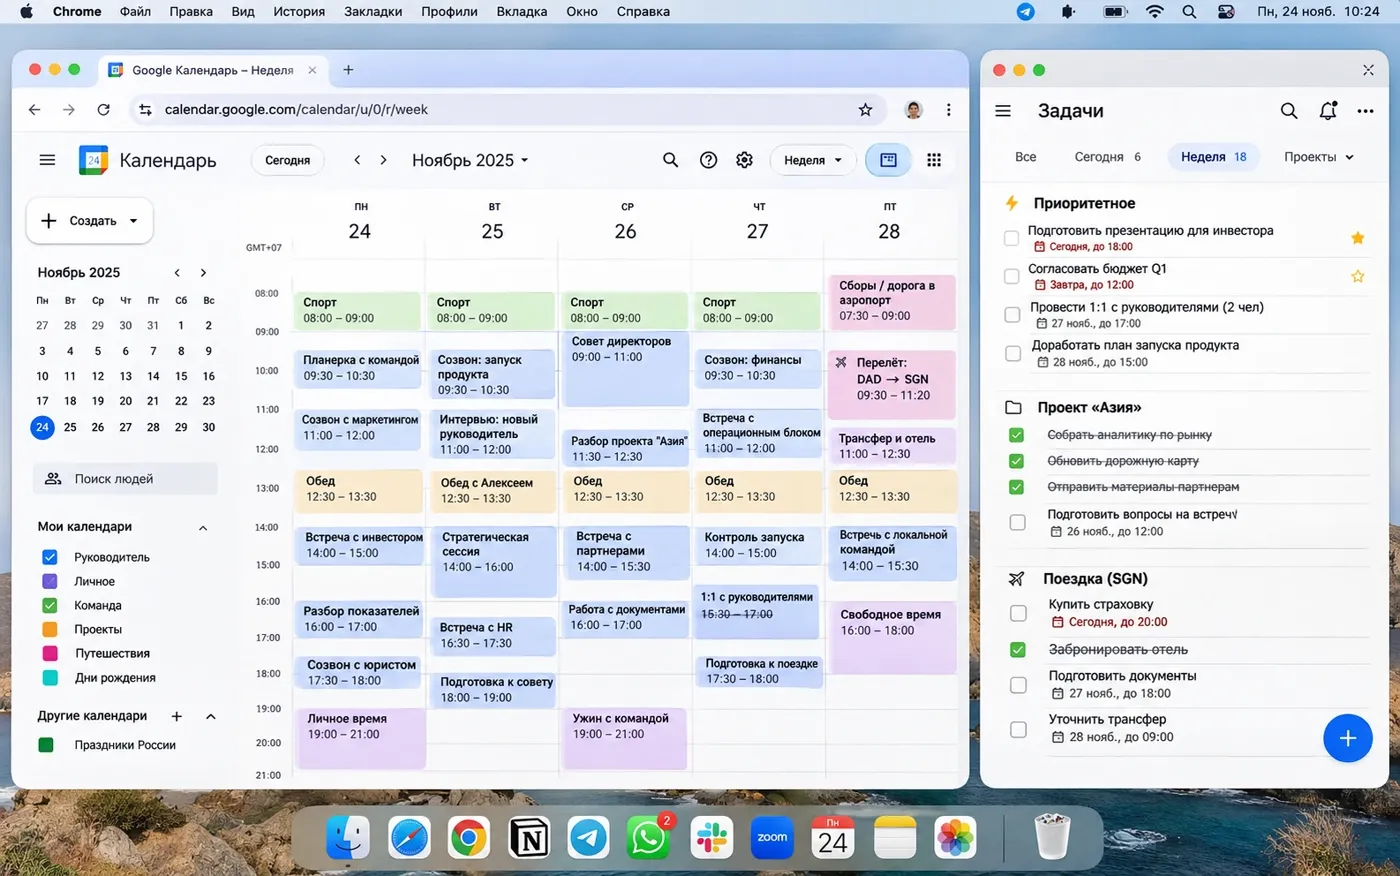 Chrome Файл Правка Вид История Закладки Профили Вкладка Окно Справка Пн, 24 нояб. 10:24
Google Календарь – Неделя
calendar.google.com/calendar/u/0/r/week
24 Календарь Сегодня Ноябрь 2025 Неделя
Создать
Ноябрь 2025
Пн Вт Ср Чт Пт Сб Вс
27 28 29 30 31 1 2
3 4 5 6 7 8 9
10 11 12 13 14 15 16
17 18 19 20 21 22 23
24 25 26 27 28 29 30
Поиск людей
Мои календари
Руководитель
Личное
Команда
Проекты
Путешествия
Дни рождения
Другие календари
Праздники России
GMT+07
08:00
09:00
10:00
11:00
12:00
13:00
14:00
15:00
16:00
17:00
18:00
19:00
20:00
21:00
ПН
24
Спорт
08:00 – 09:00
Планерка с командой
09:30 – 10:30
Созвон с маркетингом
11:00 – 12:00
Обед
12:30 – 13:30
Встреча с инвестором
14:00 – 15:00
Разбор показателей
16:00 – 17:00
Созвон с юристом
17:30 – 18:00
Личное время
19:00 – 21:00
ВТ
25
Спорт
08:00 – 09:00
Созвон: запуск
продукта
09:30 – 10:30
Интервью: новый
руководитель
11:00 – 12:00
Обед с Алексеем
12:30 – 13:30
Стратегическая
сессия
14:00 – 16:00
Встреча с HR
16:30 – 17:30
Подготовка к совету
18:00 – 19:00
СР
26
Спорт
08:00 – 09:00
Совет директоров
09:00 – 11:00
Разбор проекта "Азия"
11:30 – 12:30
Обед
12:30 – 13:30
Встреча с
партнерами
14:00 – 15:30
Работа с документами
16:00 – 17:00
Ужин с командой
19:00 – 21:00
ЧТ
27
Спорт
08:00 – 09:00
Созвон: финансы
09:30 – 10:30
Встреча с
операционным блоком
11:00 – 12:00
Обед
12:30 – 13:30
Контроль запуска
14:00 – 15:00
1:1 с руководителями
15:30 – 17:00
Подготовка к поездке
17:30 – 18:00
ПТ
28
Сборы / дорога в
аэропорт
07:30 – 09:00
Перелёт:
DAD → SGN
09:30 – 11:20
Трансфер и отель
11:00 – 12:30
Обед
12:30 – 13:30
Встречь с локальной
командой
14:00 – 15:30
Свободное время
16:00 – 18:00
Задачи
Все Сегодня 6 Неделя 18 Проекты
Приоритетное
Подготовить презентацию для инвестора
Сегодня, до 18:00
Согласовать бюджет Q1
Завтра, до 12:00
Провести 1:1 с руководителями (2 чел)
27 нояб., до 17:00
Доработать план запуска продукта
28 нояб., до 15:00
Проект «Азия»
Собрать аналитику по рынку
Обновить дорожную карту
Отправить материалы партнерам
Подготовить вопросы на
26 нояб., до 12:00
Поездка (SGN)
Купить страховку
Сегодня, до 20:00
Забронировать отель
Подготовить документы
27 нояб., до 18:00
Уточнить трансфер
28 нояб., до 09:00
2
zoom
Пн
24